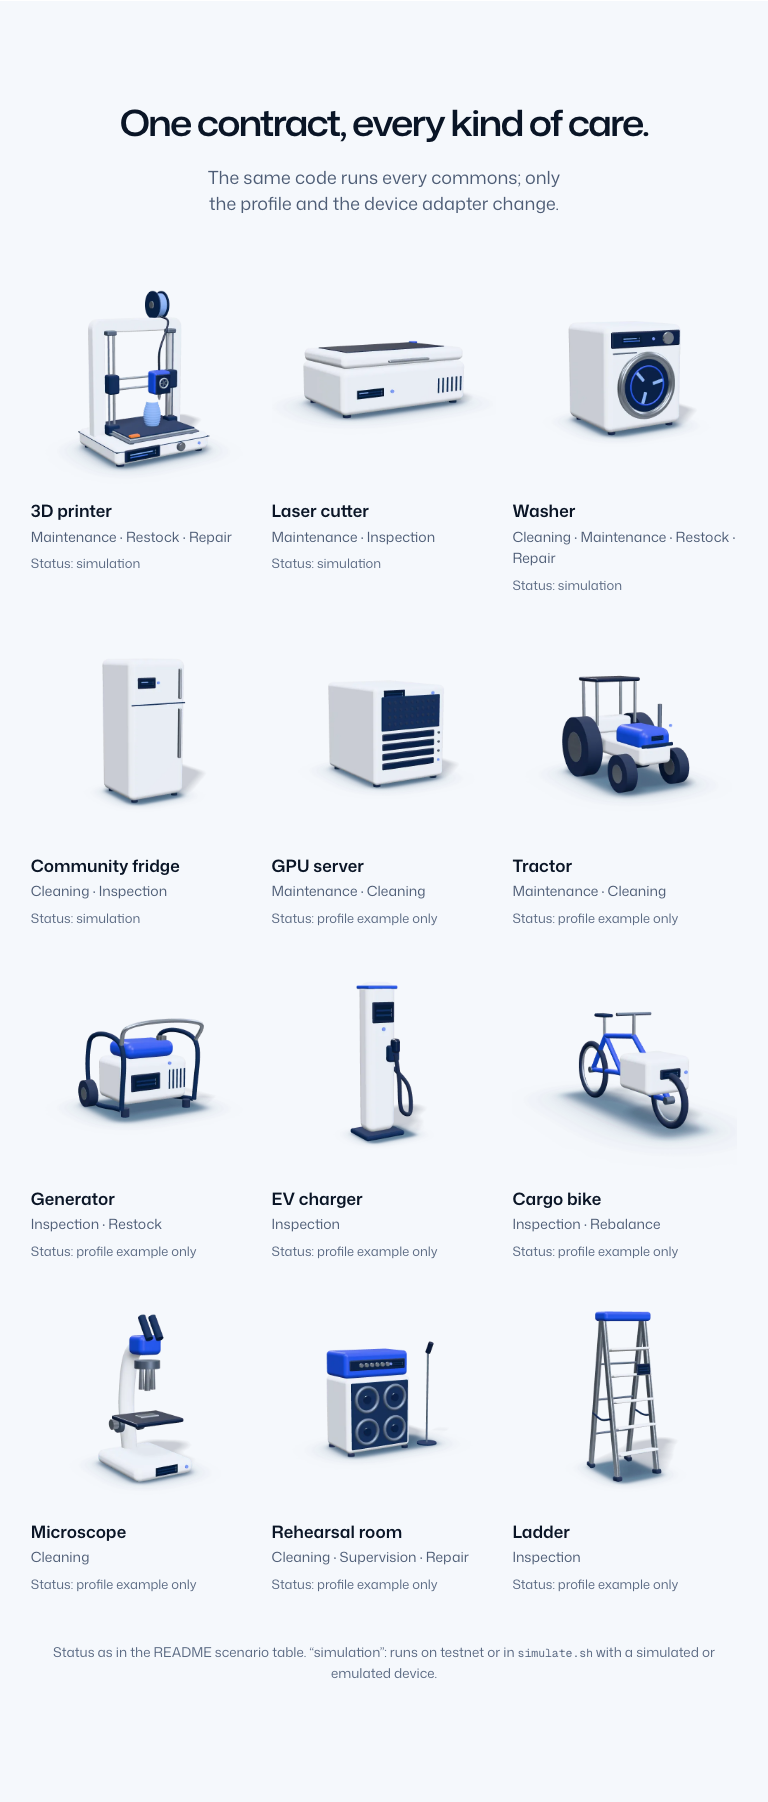 One contract, every kind of care.
The same code runs every commons; only
the profile and the device adapter change.
3D printer
Maintenance · Restock · Repair
Status: simulation
Laser cutter
Maintenance · Inspection
Status: simulation
Washer
Cleaning · Maintenance · Restock ·
Repair
Status: simulation
Community fridge
Cleaning · Inspection
Status: simulation
GPU server
Maintenance · Cleaning
Status: profile example only
Tractor
Maintenance · Cleaning
Status: profile example only
Generator
Inspection · Restock
Status: profile example only
EV charger
Inspection
Status: profile example only
Cargo bike
Inspection · Rebalance
Status: profile example only
Microscope
Cleaning
Status: profile example only
Rehearsal room
Cleaning · Supervision · Repair
Status: profile example only
Ladder
Inspection
Status: profile example only
Status as in the README scenario table. “simulation”: runs on testnet or in simulate.sh with a simulated or
emulated device.